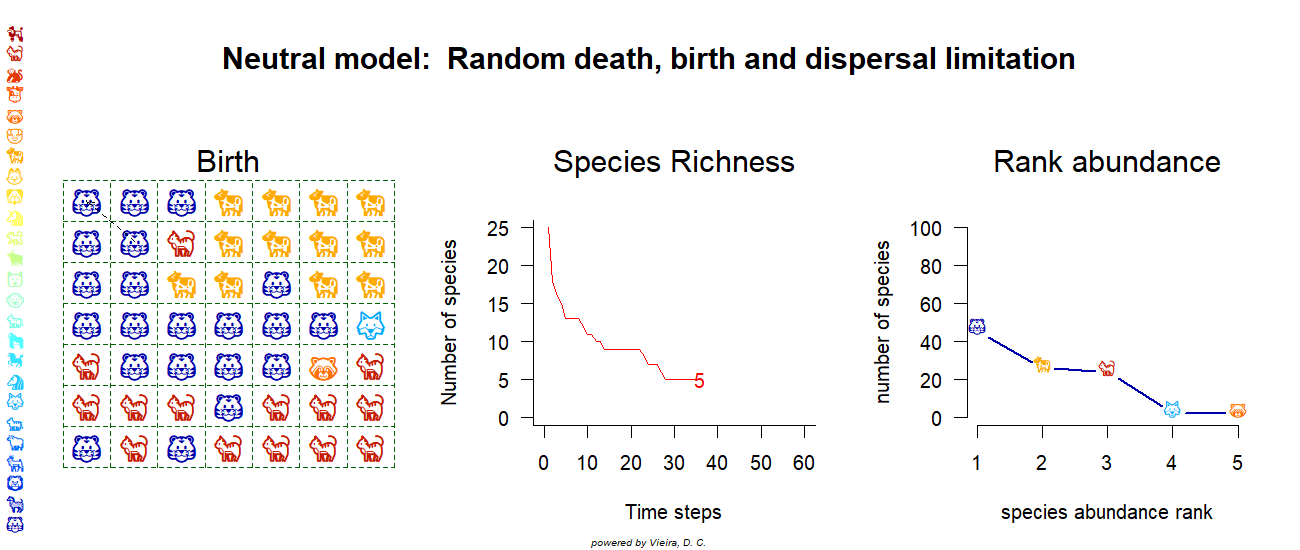 Neutral model:  Random death, birth and dispersal limitation
Birth
Species Richness
Number of species
25
20
15
10
5
0
5
0 10 20 30 40 50 60
Time steps
Rank abundance
number of species
100
80
60
40
20
0
1 2 3 4 5
species abundance rank
powered by Vieira, D. C.